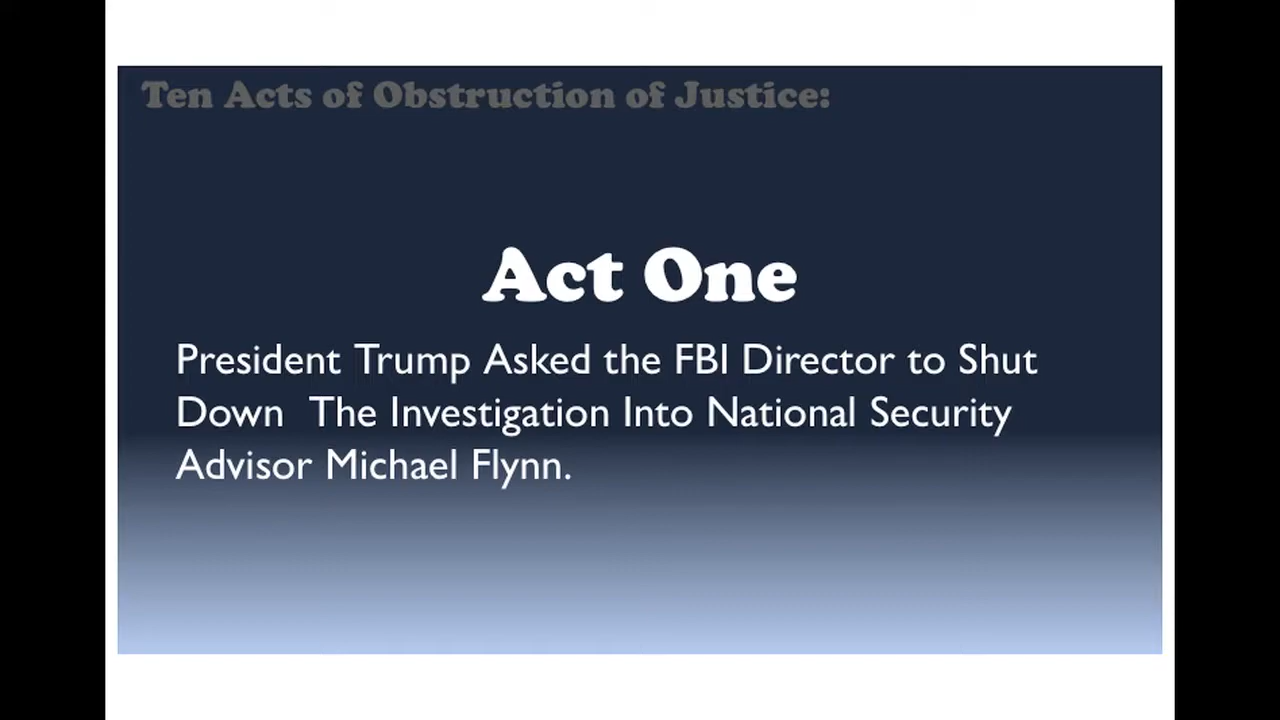 Ten Acts of Obstruction of Justice:
Act One
President Trump Asked the FBI Director to Shut
Down  The Investigation Into National Security
Advisor Michael Flynn.